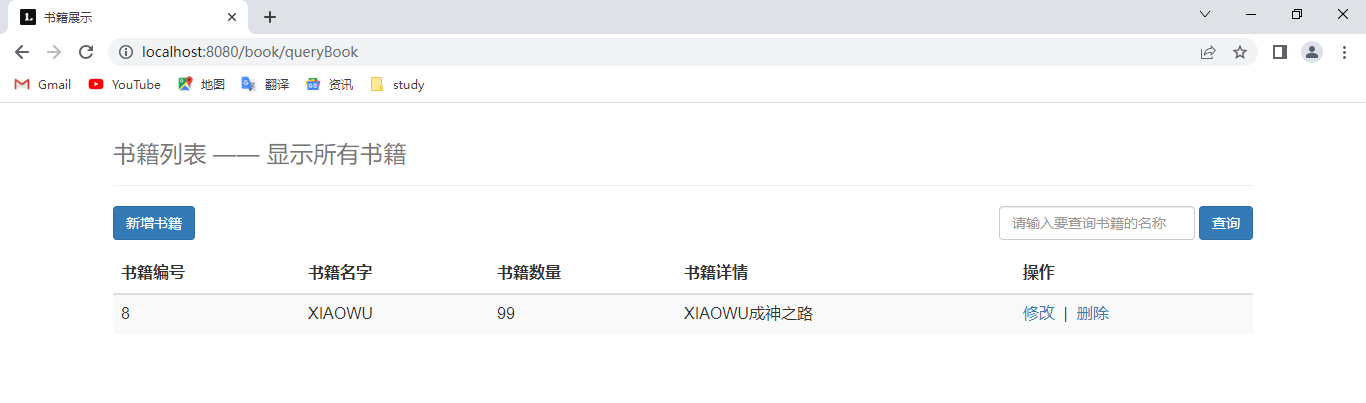 书籍展示
localhost:8080/book/queryBook
Gmail YouTube 地图 翻译 资讯 study
书籍列表 —— 显示所有书籍
新增书籍 请输入要查询书籍的名称 查询
书籍编号 书籍名字 书籍数量 书籍详情 操作
8 XIAOWU 99 XIAOWU成神之路 修改 | 删除